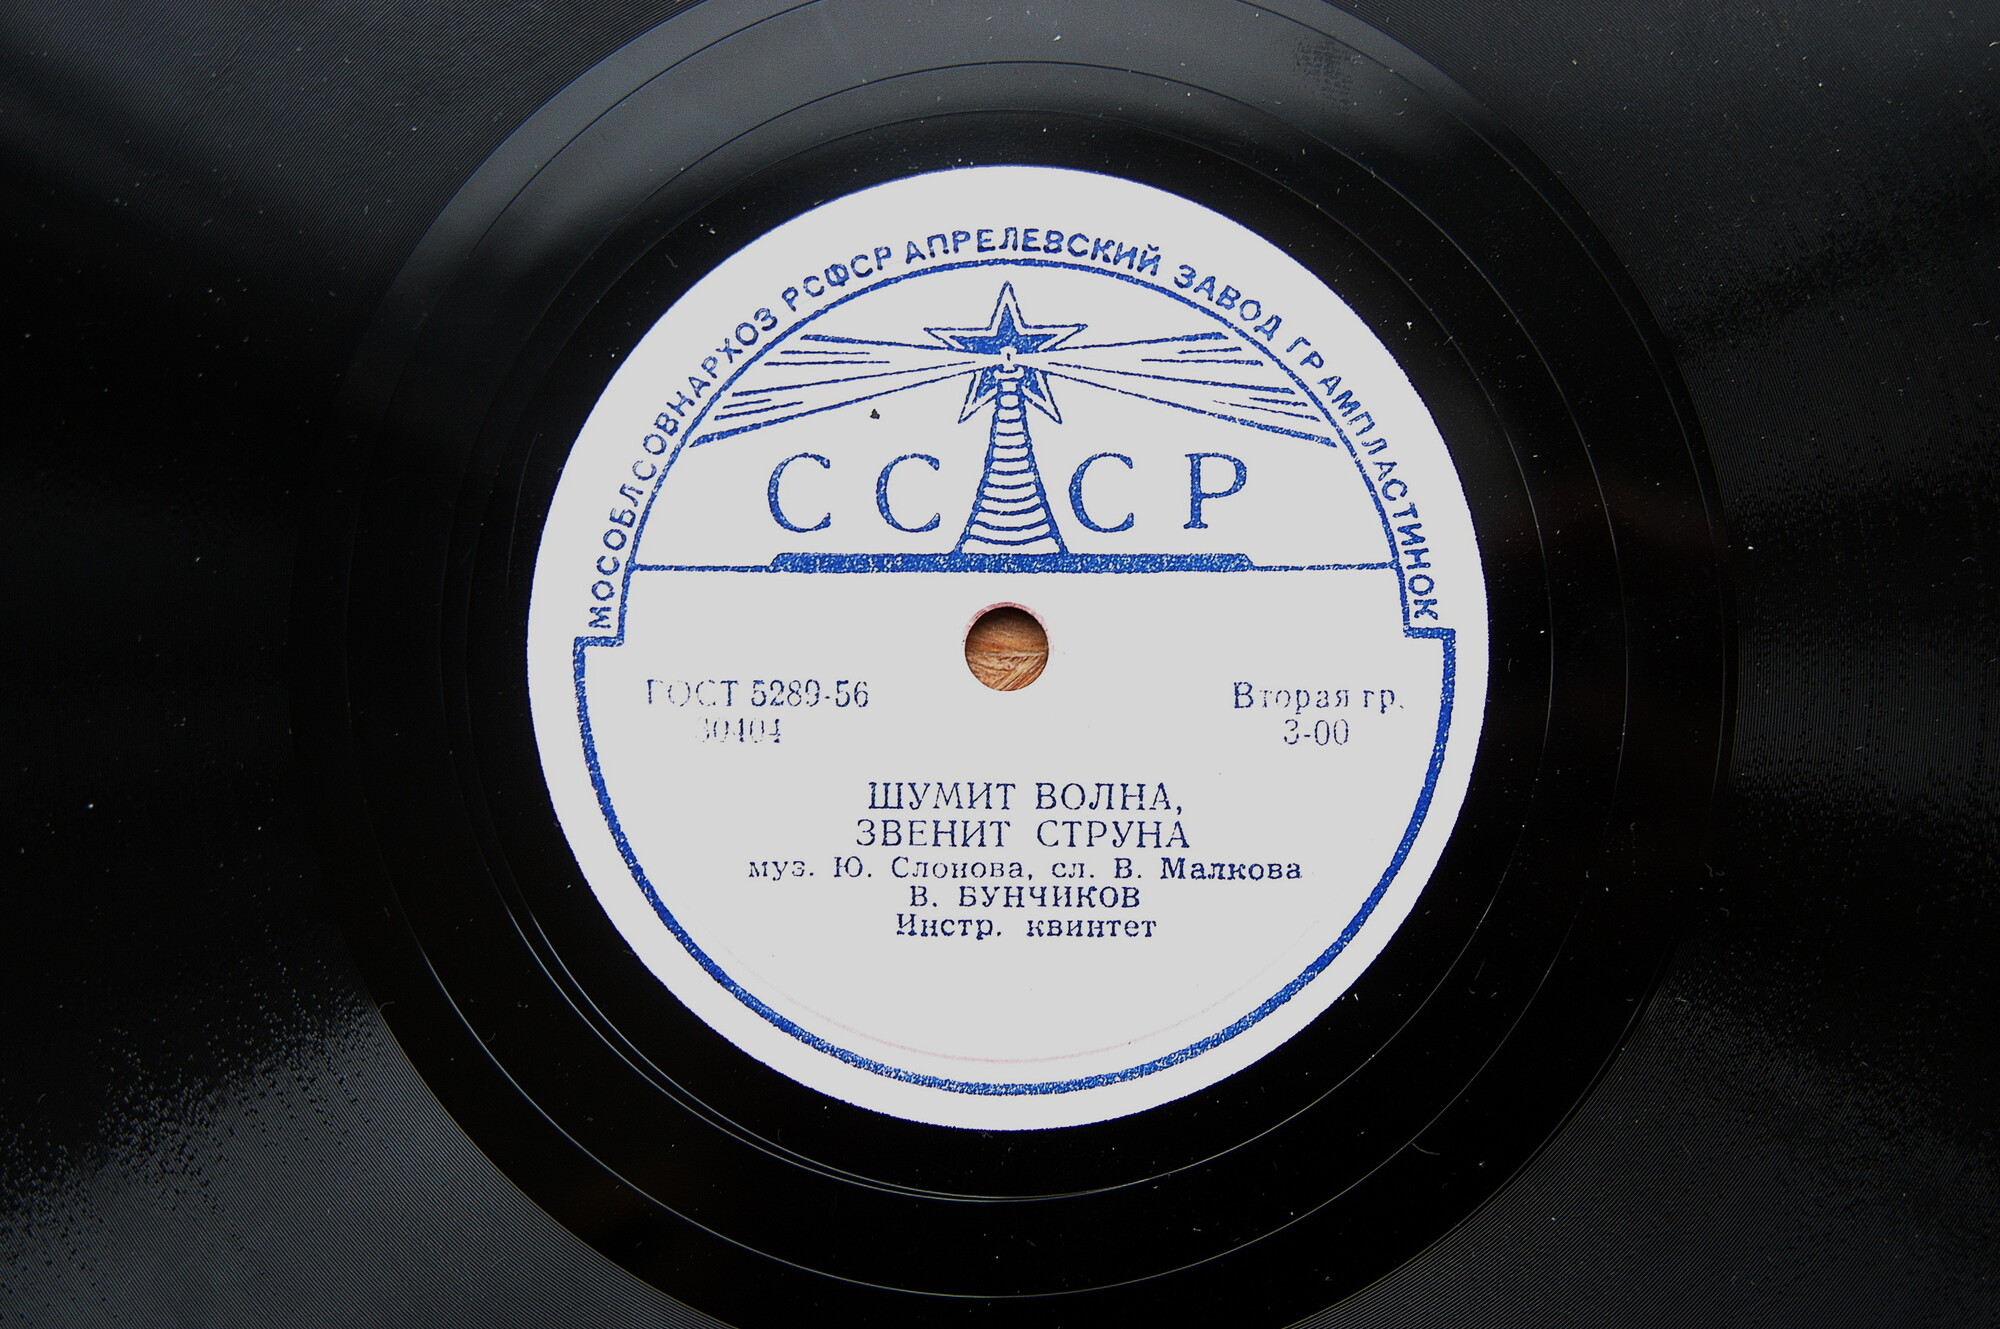 МОСОБЛСОВНАРХОЗ РСФСР АПРЕЛЕВСКИЙ ЗАВОД ГРАМПЛАСТИНОК
СССР
ГОСТ 5289-56
30404
Вторая гр.
3-00
ШУМИТ ВОЛНА,
ЗВЕНИТ СТРУНА
муз. Ю. Слонова, сл. В. Малкова
В. БУНЧИКОВ
Инстр. квинтет